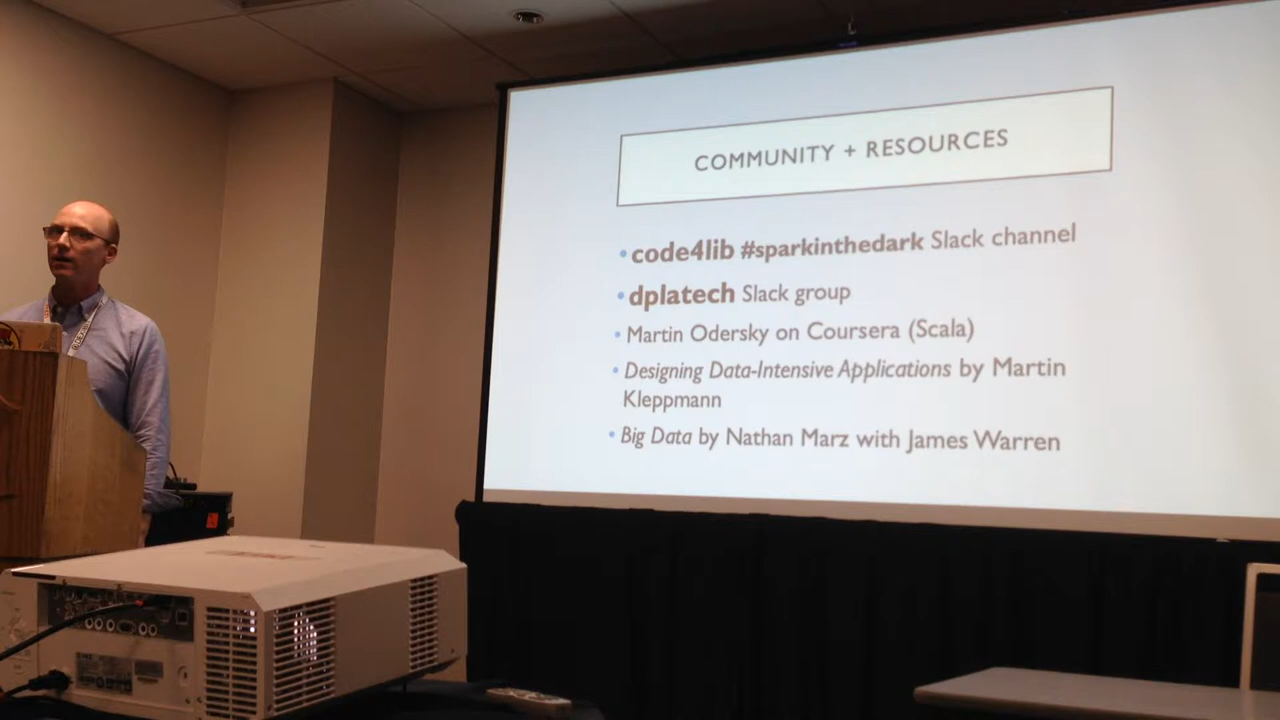 COMMUNITY + RESOURCES
• code4lib #sparkinthedark Slack channel
• dplatech Slack group
• Martin Odersky on Coursera (Scala)
• Designing Data-Intensive Applications by Martin
Kleppmann
• Big Data by Nathan Marz with James Warren